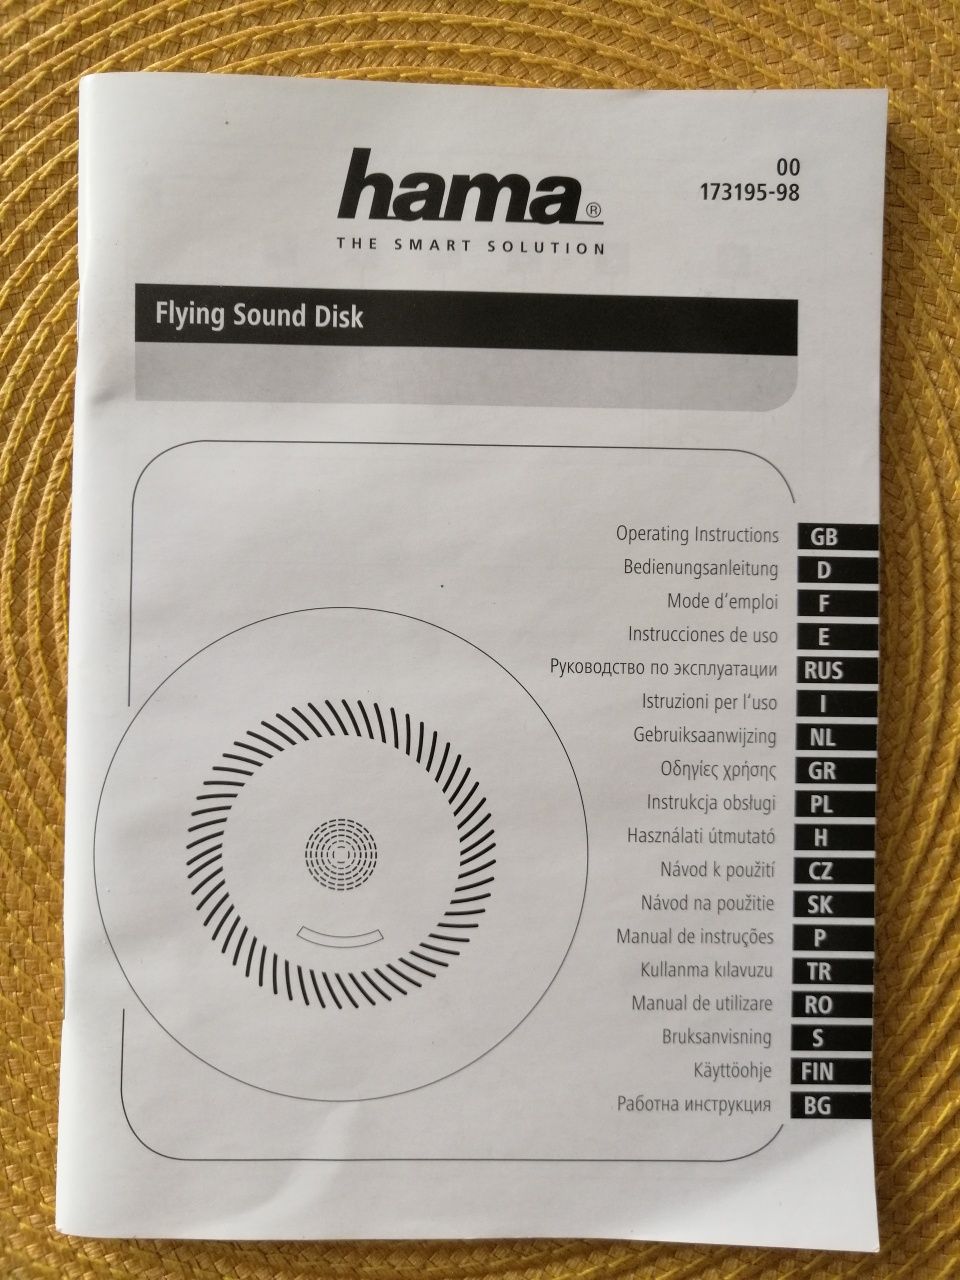 hama®
THE SMART SOLUTION
00
173195-98
Flying Sound Disk
Operating Instructions GB
Bedienungsanleitung D
Mode d'emploi F
Instrucciones de uso E
Руководство по эксплуатации RUS
Istruzioni per l'uso I
Gebruiksaanwijzing NL
Οδηγίες χρήσης GR
Instrukcja obsługi PL
Használati útmutató H
Návod k použití CZ
Návod na použitie SK
Manual de instruções P
Kullanma kılavuzu TR
Manual de utilizare RO
Bruksanvisning S
Käyttöohje FIN
Работна инструкция BG